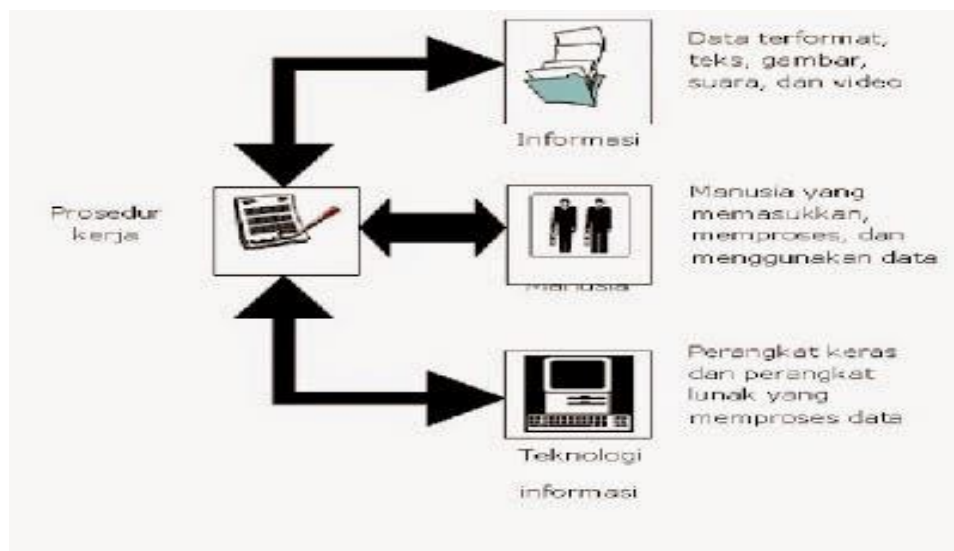 Data terformat,
teks, gambar,
suara, dan video
Informasi
Prosedur
kerja
Manusia yang
memasukkan,
memproses, dan
menggunakan data
Manusia
Perangkat keras
dan perangkat
lunak yang
memproses data
Teknologi
informasi